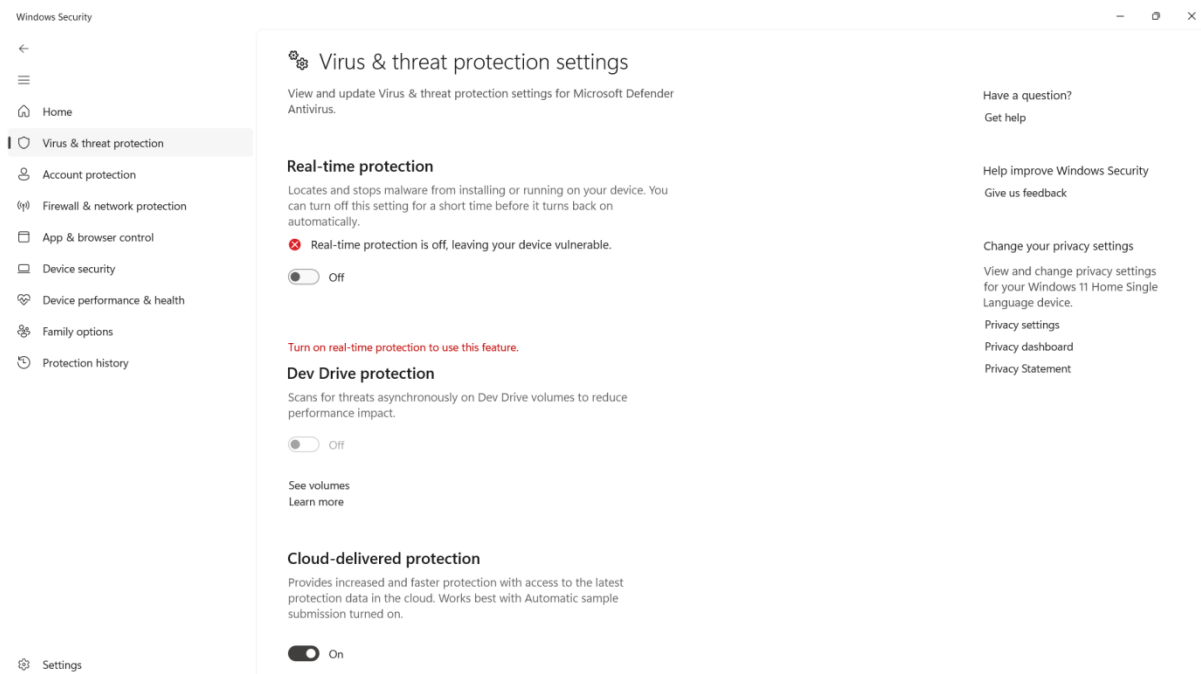 Windows Security
Home
Virus & threat protection
Account protection
Firewall & network protection
App & browser control
Device security
Device performance & health
Family options
Protection history
Settings
Virus & threat protection settings
View and update Virus & threat protection settings for Microsoft Defender
Antivirus.
Real-time protection
Locates and stops malware from installing or running on your device. You
can turn off this setting for a short time before it turns back on
automatically.
Real-time protection is off, leaving your device vulnerable.
Off
Turn on real-time protection to use this feature.
Dev Drive protection
Scans for threats asynchronously on Dev Drive volumes to reduce
performance impact.
Off
See volumes
Learn more
Cloud-delivered protection
Provides increased and faster protection with access to the latest
protection data in the cloud. Works best with Automatic sample
submission turned on.
On
Have a question?
Get help
Help improve Windows Security
Give us feedback
Change your privacy settings
View and change privacy settings
for your Windows 11 Home Single
Language device.
Privacy settings
Privacy dashboard
Privacy Statement